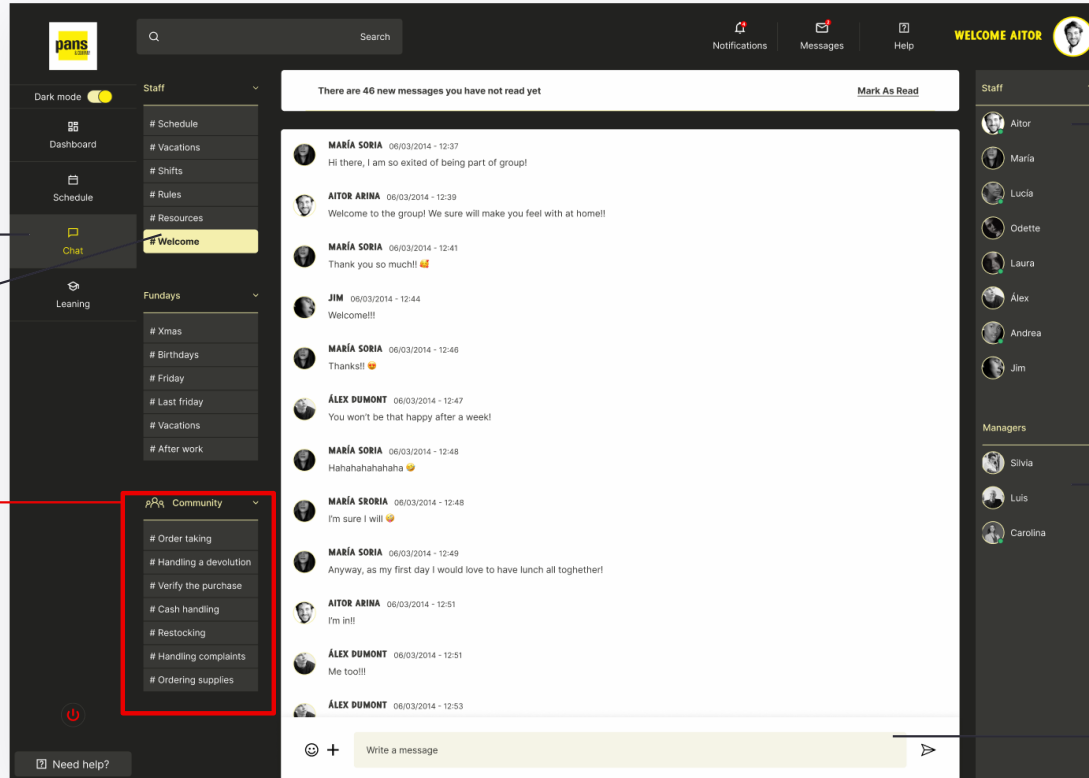 pans
& COMPANY
Search
Notifications
Messages
Help
WELCOME AITOR
Dark mode
Dashboard
Schedule
Chat
Leaning
Need help?
Staff
# Schedule
# Vacations
# Shifts
# Rules
# Resources
# Welcome
Fundays
# Xmas
# Birthdays
# Friday
# Last friday
# Vacations
# After work
Community
# Order taking
# Handling a devolution
# Verify the purchase
# Cash handling
# Restocking
# Handling complaints
# Ordering supplies
There are 46 new messages you have not read yet Mark As Read
MARÍA SORIA 06/03/2014 - 12:37
Hi there, I am so exited of being part of group!
AITOR ARINA 06/03/2014 - 12:39
Welcome to the group! We sure will make you feel with at home!!
MARÍA SORIA 06/03/2014 - 12:41
Thank you so much!! 🥰
JIM 06/03/2014 - 12:44
Welcome!!!
MARÍA SORIA 06/03/2014 - 12:46
Thanks!! 😍
ÁLEX DUMONT 06/03/2014 - 12:47
You won't be that happy after a week!
MARÍA SORIA 06/03/2014 - 12:48
Hahahahahahaha 🤣
MARÍA SRORIA 06/03/2014 - 12:48
I'm sure I will 🤪
MARÍA SORIA 06/03/2014 - 12:49
Anyway, as my first day I would love to have lunch all toghether!
AITOR ARINA 06/03/2014 - 12:51
I'm in!!
ÁLEX DUMONT 06/03/2014 - 12:51
Me too!!!
ÁLEX DUMONT 06/03/2014 - 12:53
Write a message
Staff
Aitor
María
Lucía
Odette
Laura
Álex
Andrea
Jim
Managers
Silvia
Luis
Carolina